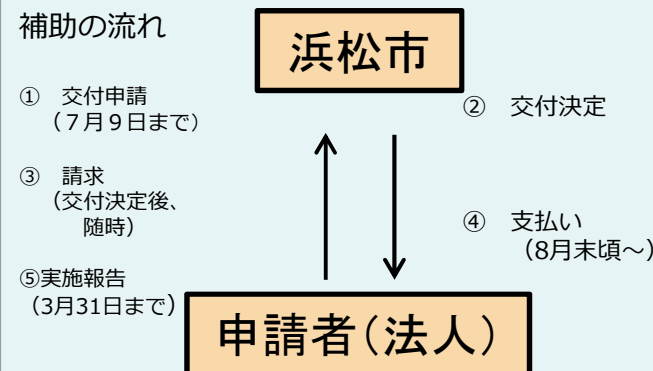 補助の流れ
浜松市
① 交付申請
(7月9日まで)
② 交付決定
③ 請求
(交付決定後、
随時)
④ 支払い
(8月末頃～)
⑤実施報告
(3月31日まで)
申請者(法人)